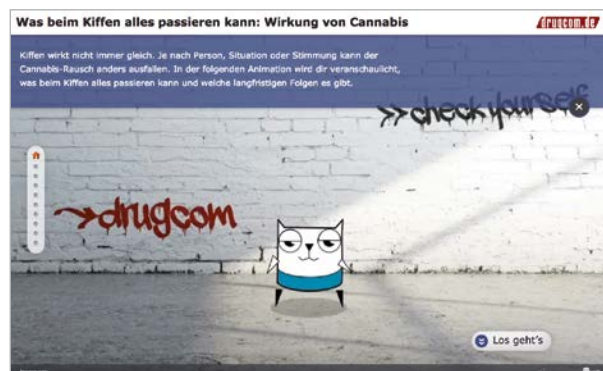 Was beim Kiffen alles passieren kann: Wirkung von Cannabis
drugcom.de
Kiffen wirkt nicht immer gleich. Je nach Person, Situation oder Stimmung kann der
Cannabis-Rausch anders ausfallen. In der folgenden Animation wird dir veranschaulicht,
was beim Kiffen alles passieren kann und welche langfristigen Folgen es gibt.
>>check yourself
drugcom
Los geht's